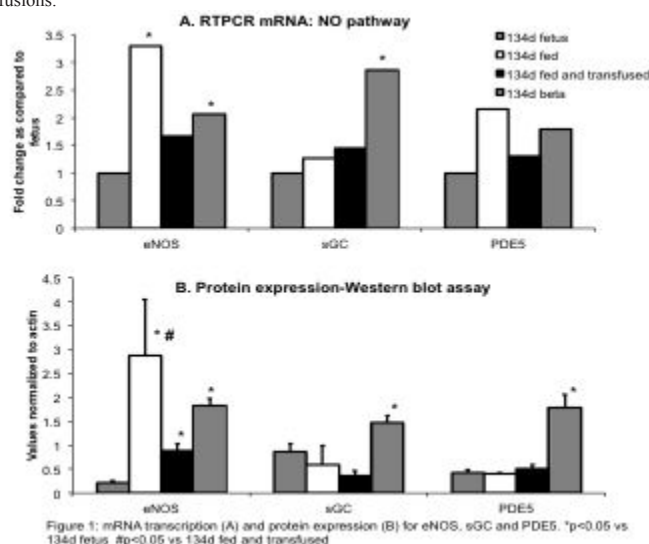 fusions.
A. RTPCR mRNA: NO pathway
Fold change as compared to
fetus
3.5
3
2.5
2
1.5
1
0.5
0
*
*
*
134d fetus
134d fed
134d fed and transfused
134d beta
eNOS
sGC
PDE5
B. Protein expression-Western blot assay
Values normalized to actin
4.5
4
3.5
3
2.5
2
1.5
1
0.5
0
* #
*
*
*
*
eNOS
sGC
PDE5
Figure 1: mRNA transcription (A) and protein expression (B) for eNOS, sGC and PDE5. *p<0.05 vs
134d fetus #p<0.05 vs 134d fed and transfused